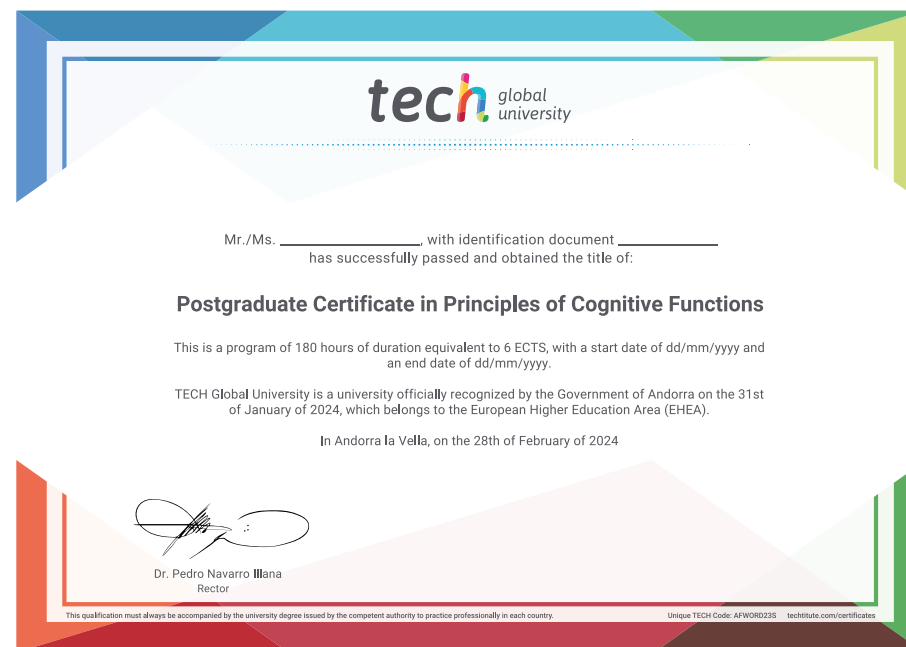 tech global
university
Mr./Ms. ____________________, with identification document ______________
has successfully passed and obtained the title of:
Postgraduate Certificate in Principles of Cognitive Functions
This is a program of 180 hours of duration equivalent to 6 ECTS, with a start date of dd/mm/yyyy and
an end date of dd/mm/yyyy.
TECH Global University is a university officially recognized by the Government of Andorra on the 31st
of January of 2024, which belongs to the European Higher Education Area (EHEA).
In Andorra la Vella, on the 28th of February of 2024
Dr. Pedro Navarro Illana
Rector
This qualification must always be accompanied by the university degree issued by the competent authority to practice professionally in each country.
Unique TECH Code: AFWORD23S techtitute.com/certificates